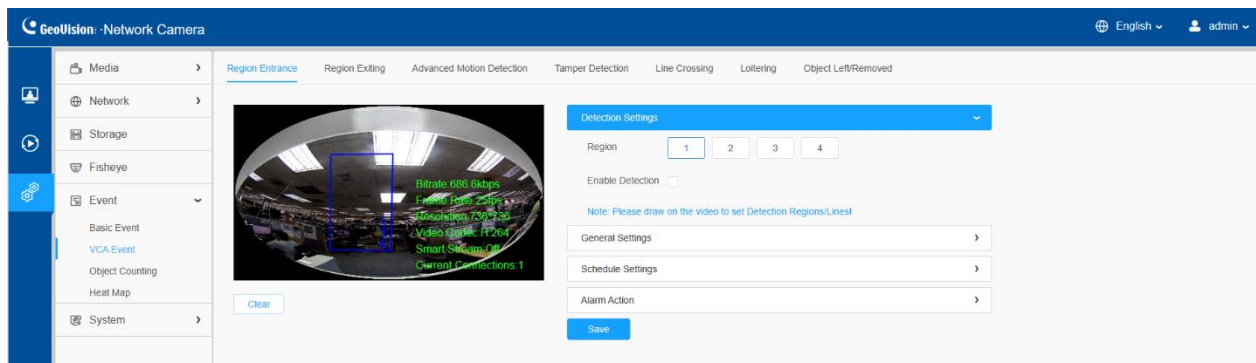 GeoVision: -Network Camera
English
admin
Media
Network
Storage
Fisheye
Event
Basic Event
VCA Event
Object Counting
Heat Map
System
Region Entrance Region Exiting Advanced Motion Detection Tamper Detection Line Crossing Loitering Object Left/Removed
Bitrate:686.6kbps
Frame Rate:25fps
Resolution:736*736
Video Codec:H.264
Smart Stream:Off
Current Connections:1
Clear
Detection Settings
Region 1 2 3 4
Enable Detection
Note: Please draw on the video to set Detection Regions/Lines!
General Settings
Schedule Settings
Alarm Action
Save